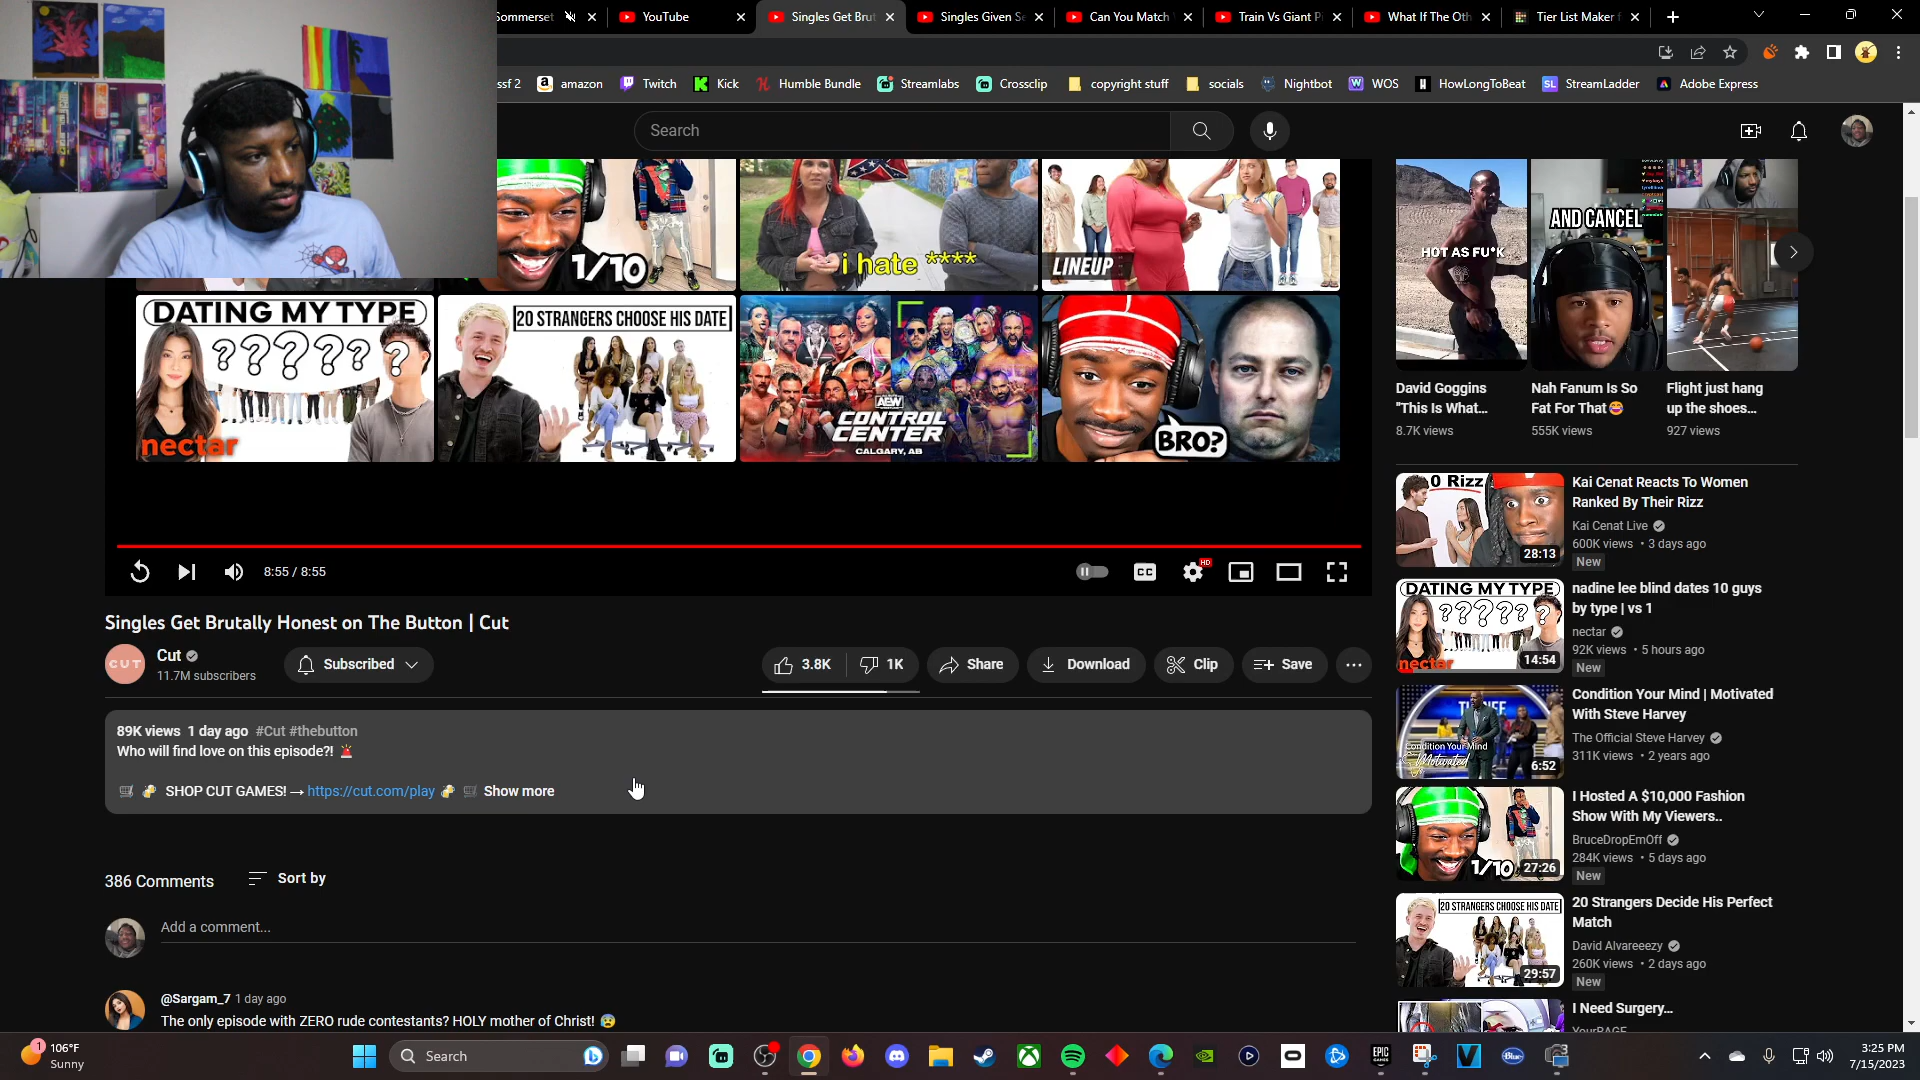 Sommerset
YouTube
Singles Get Brut
Singles Given Se
Can You Match
Train Vs Giant P
What If The Oth
Tier List Maker f
ssf 2
amazon
Twitch
Kick
Humble Bundle
Streamlabs
Crossclip
copyright stuff
socials
Nightbot
WOS
HowLongToBeat
StreamLadder
Adobe Express
Search
1/10
i hate ****
LINEUP
DATING MY TYPE
????? ?
nectar
20 STRANGERS CHOOSE HIS DATE
AEW
CONTROL
CENTER
CALGARY, AB
BRO?
8:55 / 8:55
CC
HD
Singles Get Brutally Honest on The Button | Cut
CUT
Cut
11.7M subscribers
Subscribed
3.8K
1K
Share
Download
Clip
Save
89K views 1 day ago #Cut #thebutton
Who will find love on this episode?! 🚨
🛒 🎲 SHOP CUT GAMES! → https://cut.com/play 🎲 🛒 Show more
386 Comments
Sort by
Add a comment...
@Sargam_7 1 day ago
The only episode with ZERO rude contestants? HOLY mother of Christ! 😰
HOT AS FU*K
AND CANCEL
David Goggins
"This Is What...
8.7K views
Nah Fanum Is So
Fat For That😂
555K views
Flight just hang
up the shoes...
927 views
0 Rizz
28:13
Kai Cenat Reacts To Women
Ranked By Their Rizz
Kai Cenat Live
600K views • 3 days ago
New
DATING MY TYPE
????? ?
nectar
14:54
nadine lee blind dates 10 guys
by type | vs 1
nectar
92K views • 5 hours ago
New
Condition Your Mind
Motivated
6:52
Condition Your Mind | Motivated
With Steve Harvey
The Official Steve Harvey
311K views • 2 years ago
1/10
27:26
I Hosted A $10,000 Fashion
Show With My Viewers..
BruceDropEmOff
284K views • 5 days ago
New
20 STRANGERS CHOOSE HIS DATE
29:57
20 Strangers Decide His Perfect
Match
David Alvareeezy
260K views • 2 days ago
New
I Need Surgery...
YourRAGE
1
106°F
Sunny
Search
EPIC
GAMES
Blue
3:25 PM
7/15/2023